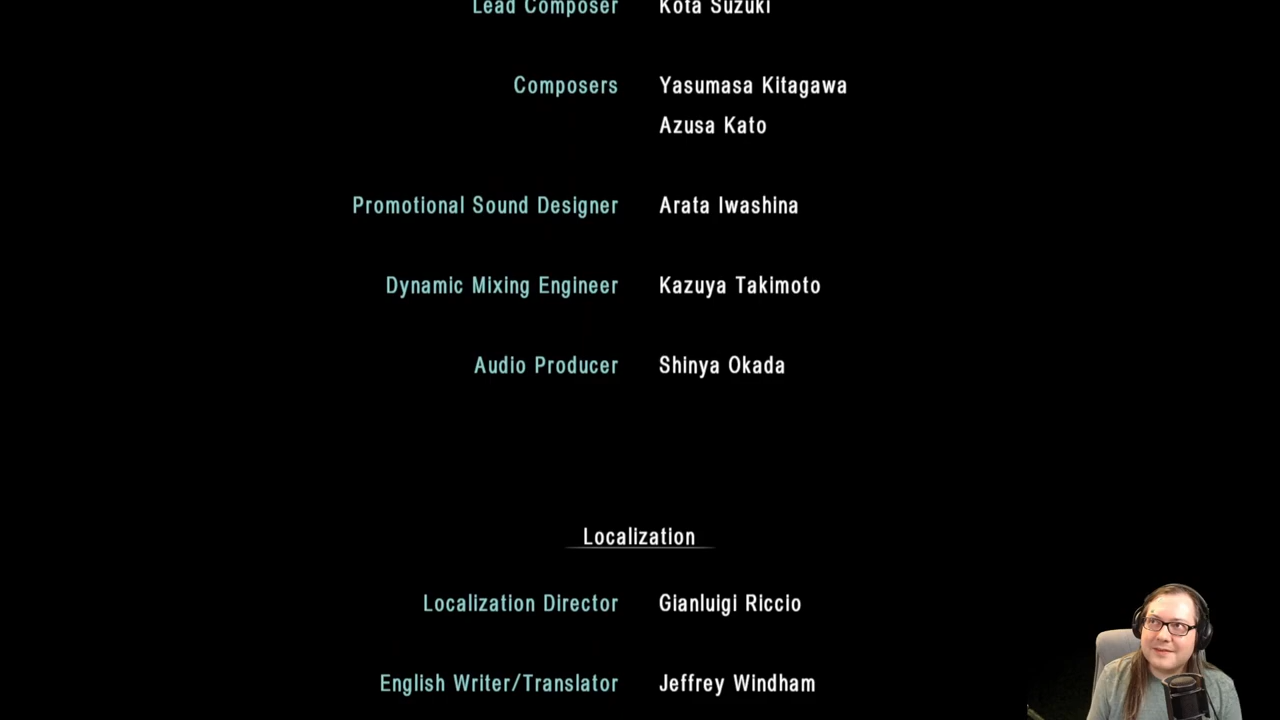 Lead Composer Kota Suzuki
Composers Yasumasa Kitagawa
Azusa Kato
Promotional Sound Designer Arata Iwashina
Dynamic Mixing Engineer Kazuya Takimoto
Audio Producer Shinya Okada
Localization
Localization Director Gianluigi Riccio
English Writer/Translator Jeffrey Windham